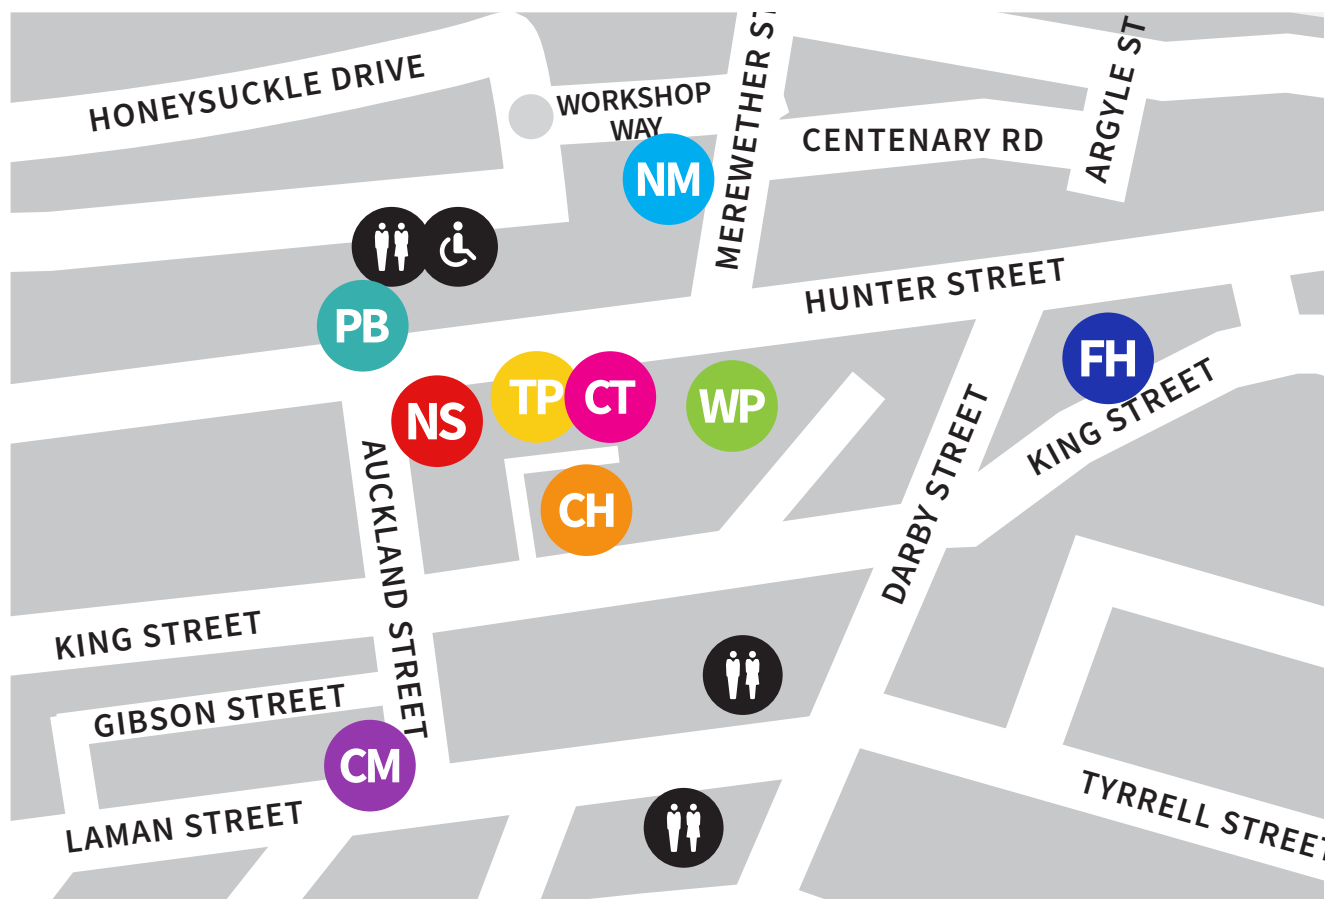 HONEYSUCKLE DRIVE
WORKSHOP
WAY
MEREWETHER ST
CENTENARY RD
ARGYLE ST
NM
HUNTER STREET
PB
FH
NS
TP
CT
WP
KING STREET
CH
AUCKLAND STREET
DARBY STREET
KING STREET
GIBSON STREET
CM
LAMAN STREET
TYRRELL STREET